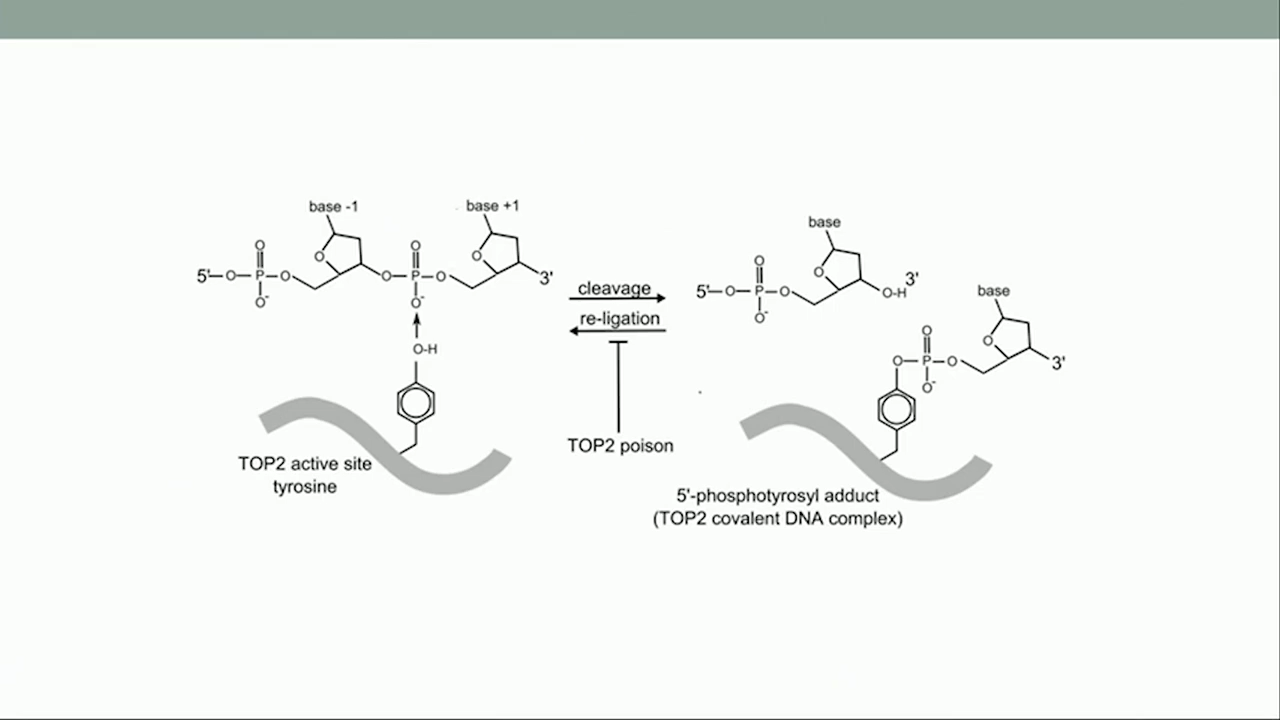 base -1
base +1
5'
O
P
O
O
O-
O
O
P
O
O
O-
O
3'
O-H
TOP2 active site
tyrosine
cleavage
re-ligation
TOP2 poison
base
5'
O
P
O
O
O-
O
O-H
3'
base
O
P
O
O
O-
O
3'
5'-phosphotyrosyl adduct
(TOP2 covalent DNA complex)